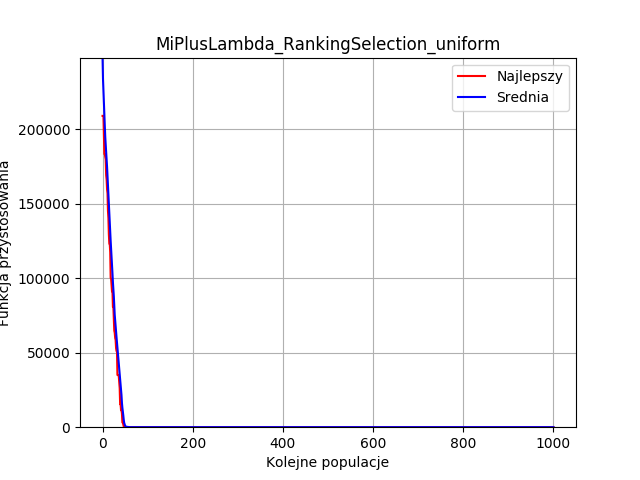 MiPlusLambda_RankingSelection_uniform
Najlepszy
Srednia
200000
150000
100000
50000
0
Funkcja przystosowania
0 200 400 600 800 1000
Kolejne populacje